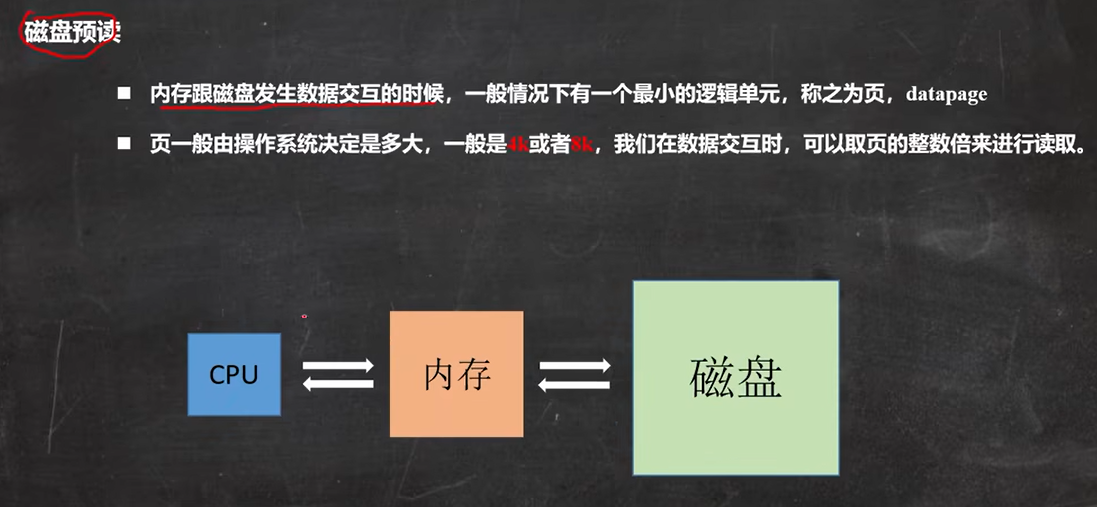 磁盘预读
内存跟磁盘发生数据交互的时候，一般情况下有一个最小的逻辑单元，称之为页，datapage
页一般由操作系统决定是多大，一般是4k或者8k，我们在数据交互时，可以取页的整数倍来进行读取。
CPU
内存
磁盘